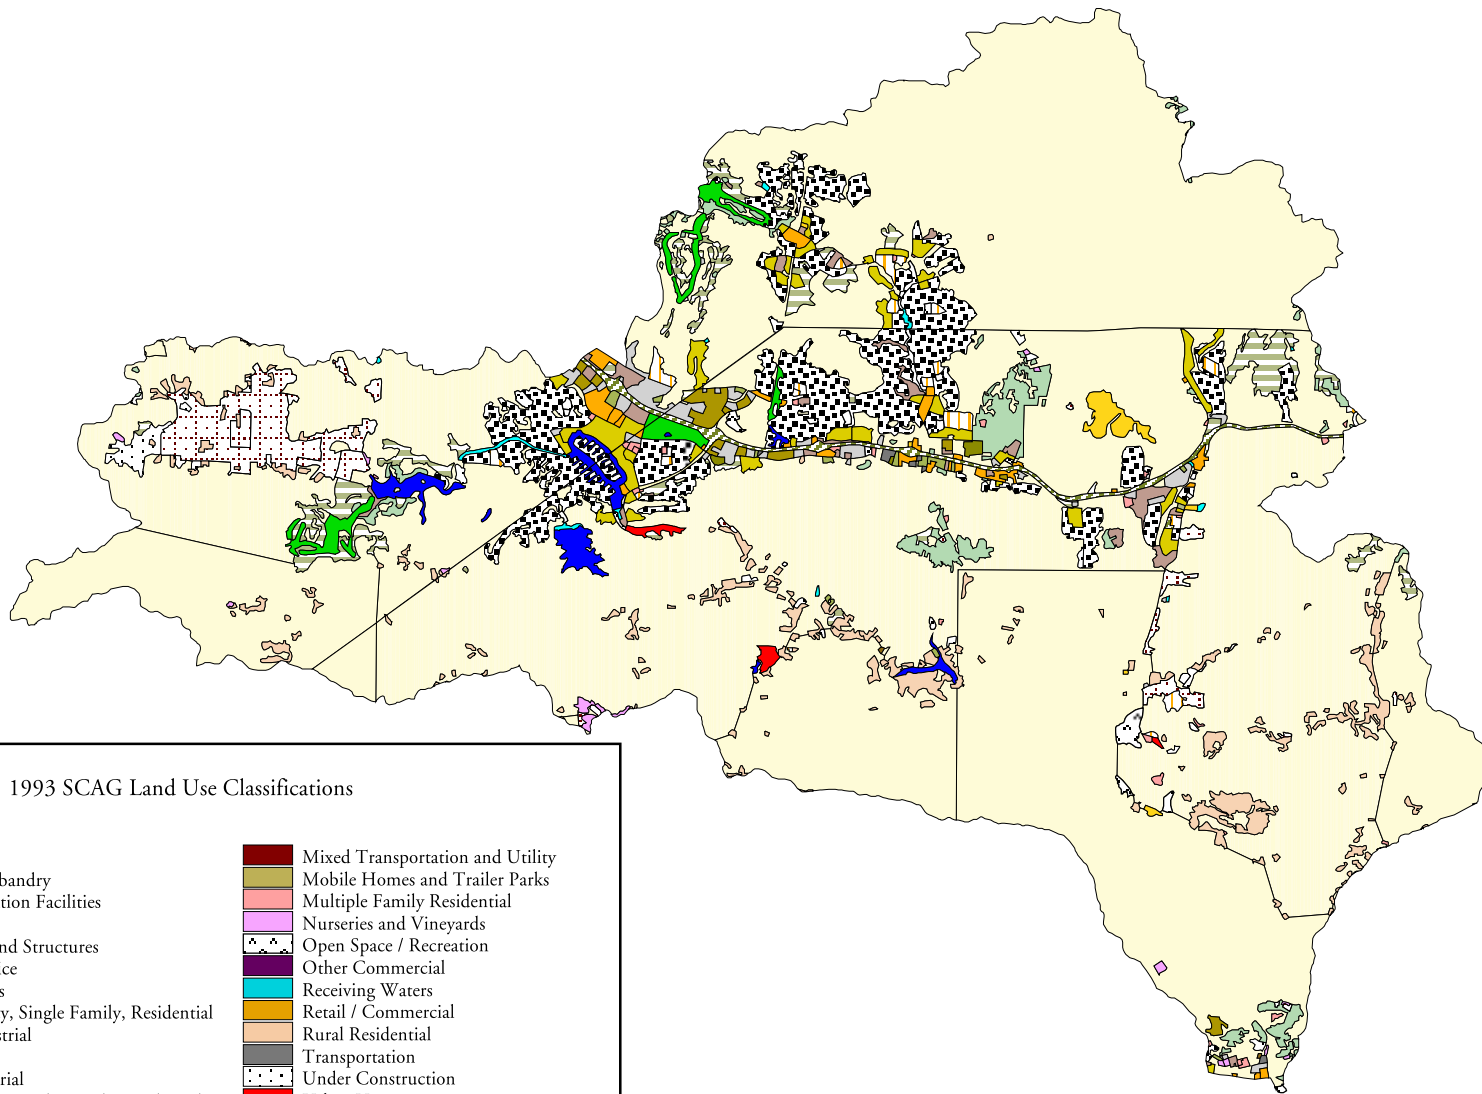 1993 SCAG Land Use Classifications
bandry
tion Facilities
nd Structures
ice
s
y, Single Family, Residential
strial
rial
Mixed Transportation and Utility
Mobile Homes and Trailer Parks
Multiple Family Residential
Nurseries and Vineyards
Open Space / Recreation
Other Commercial
Receiving Waters
Retail / Commercial
Rural Residential
Transportation
Under Construction